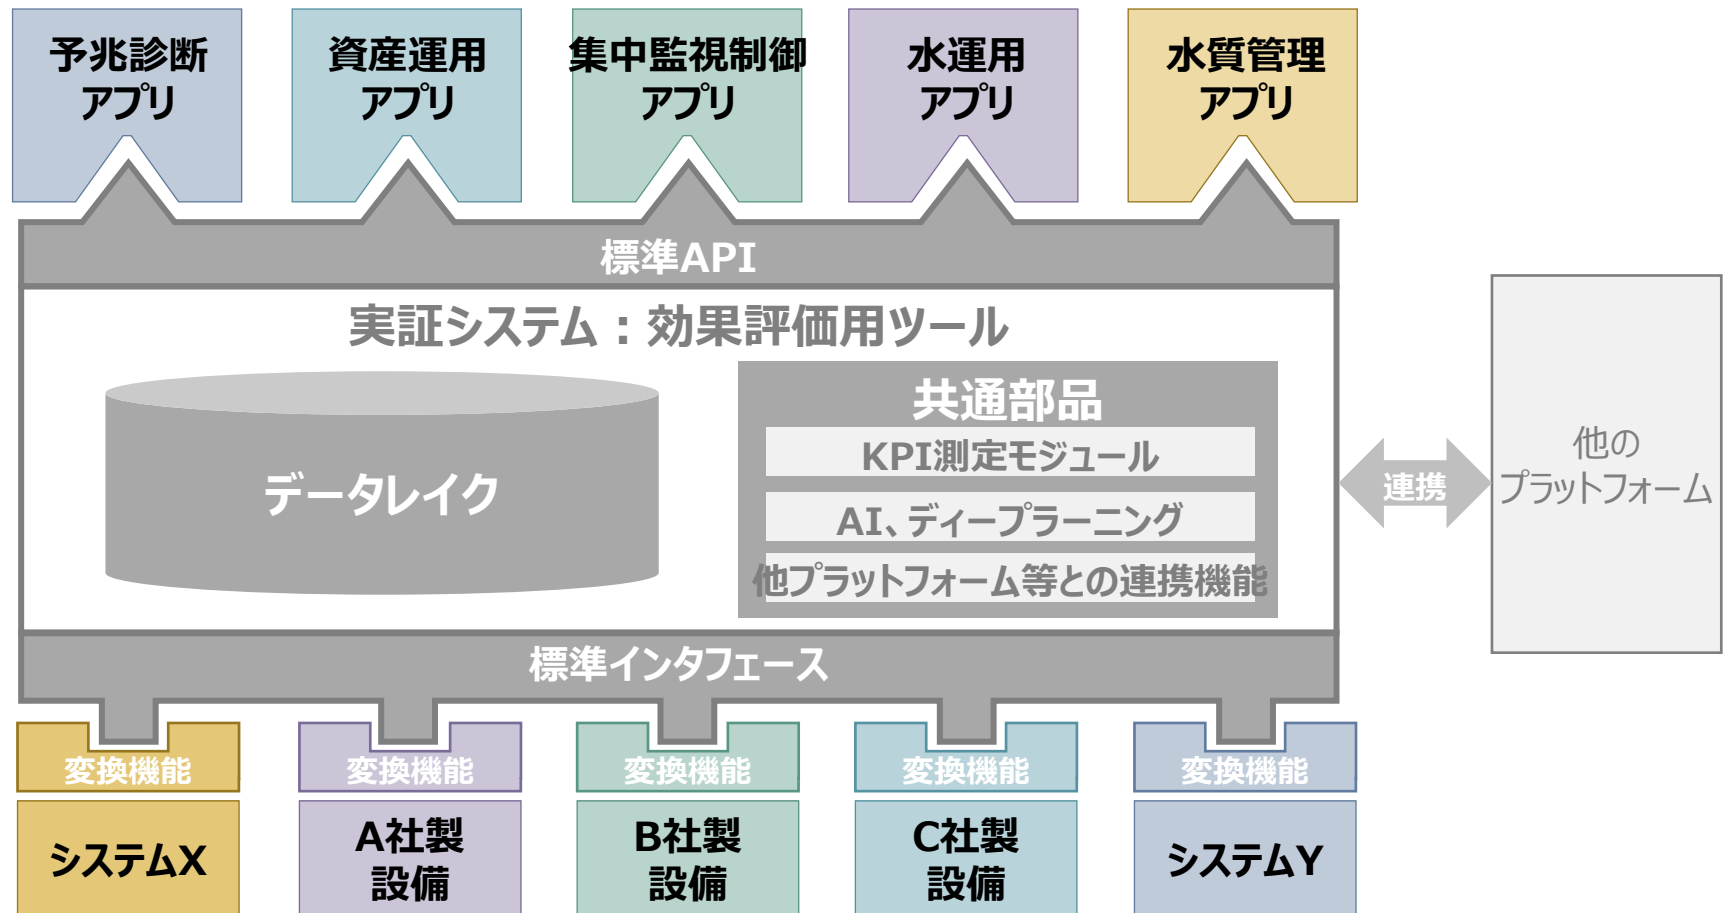 予兆診断
アプリ
資産運用
アプリ
集中監視制御
アプリ
水運用
アプリ
水質管理
アプリ
標準API
実証システム：効果評価用ツール
データレイク
共通部品
KPI測定モジュール
AI、ディープラーニング
他プラットフォーム等との連携機能
連携
他の
プラットフォーム
標準インタフェース
変換機能
変換機能
変換機能
変換機能
変換機能
システムX
A社製
設備
B社製
設備
C社製
設備
システムY